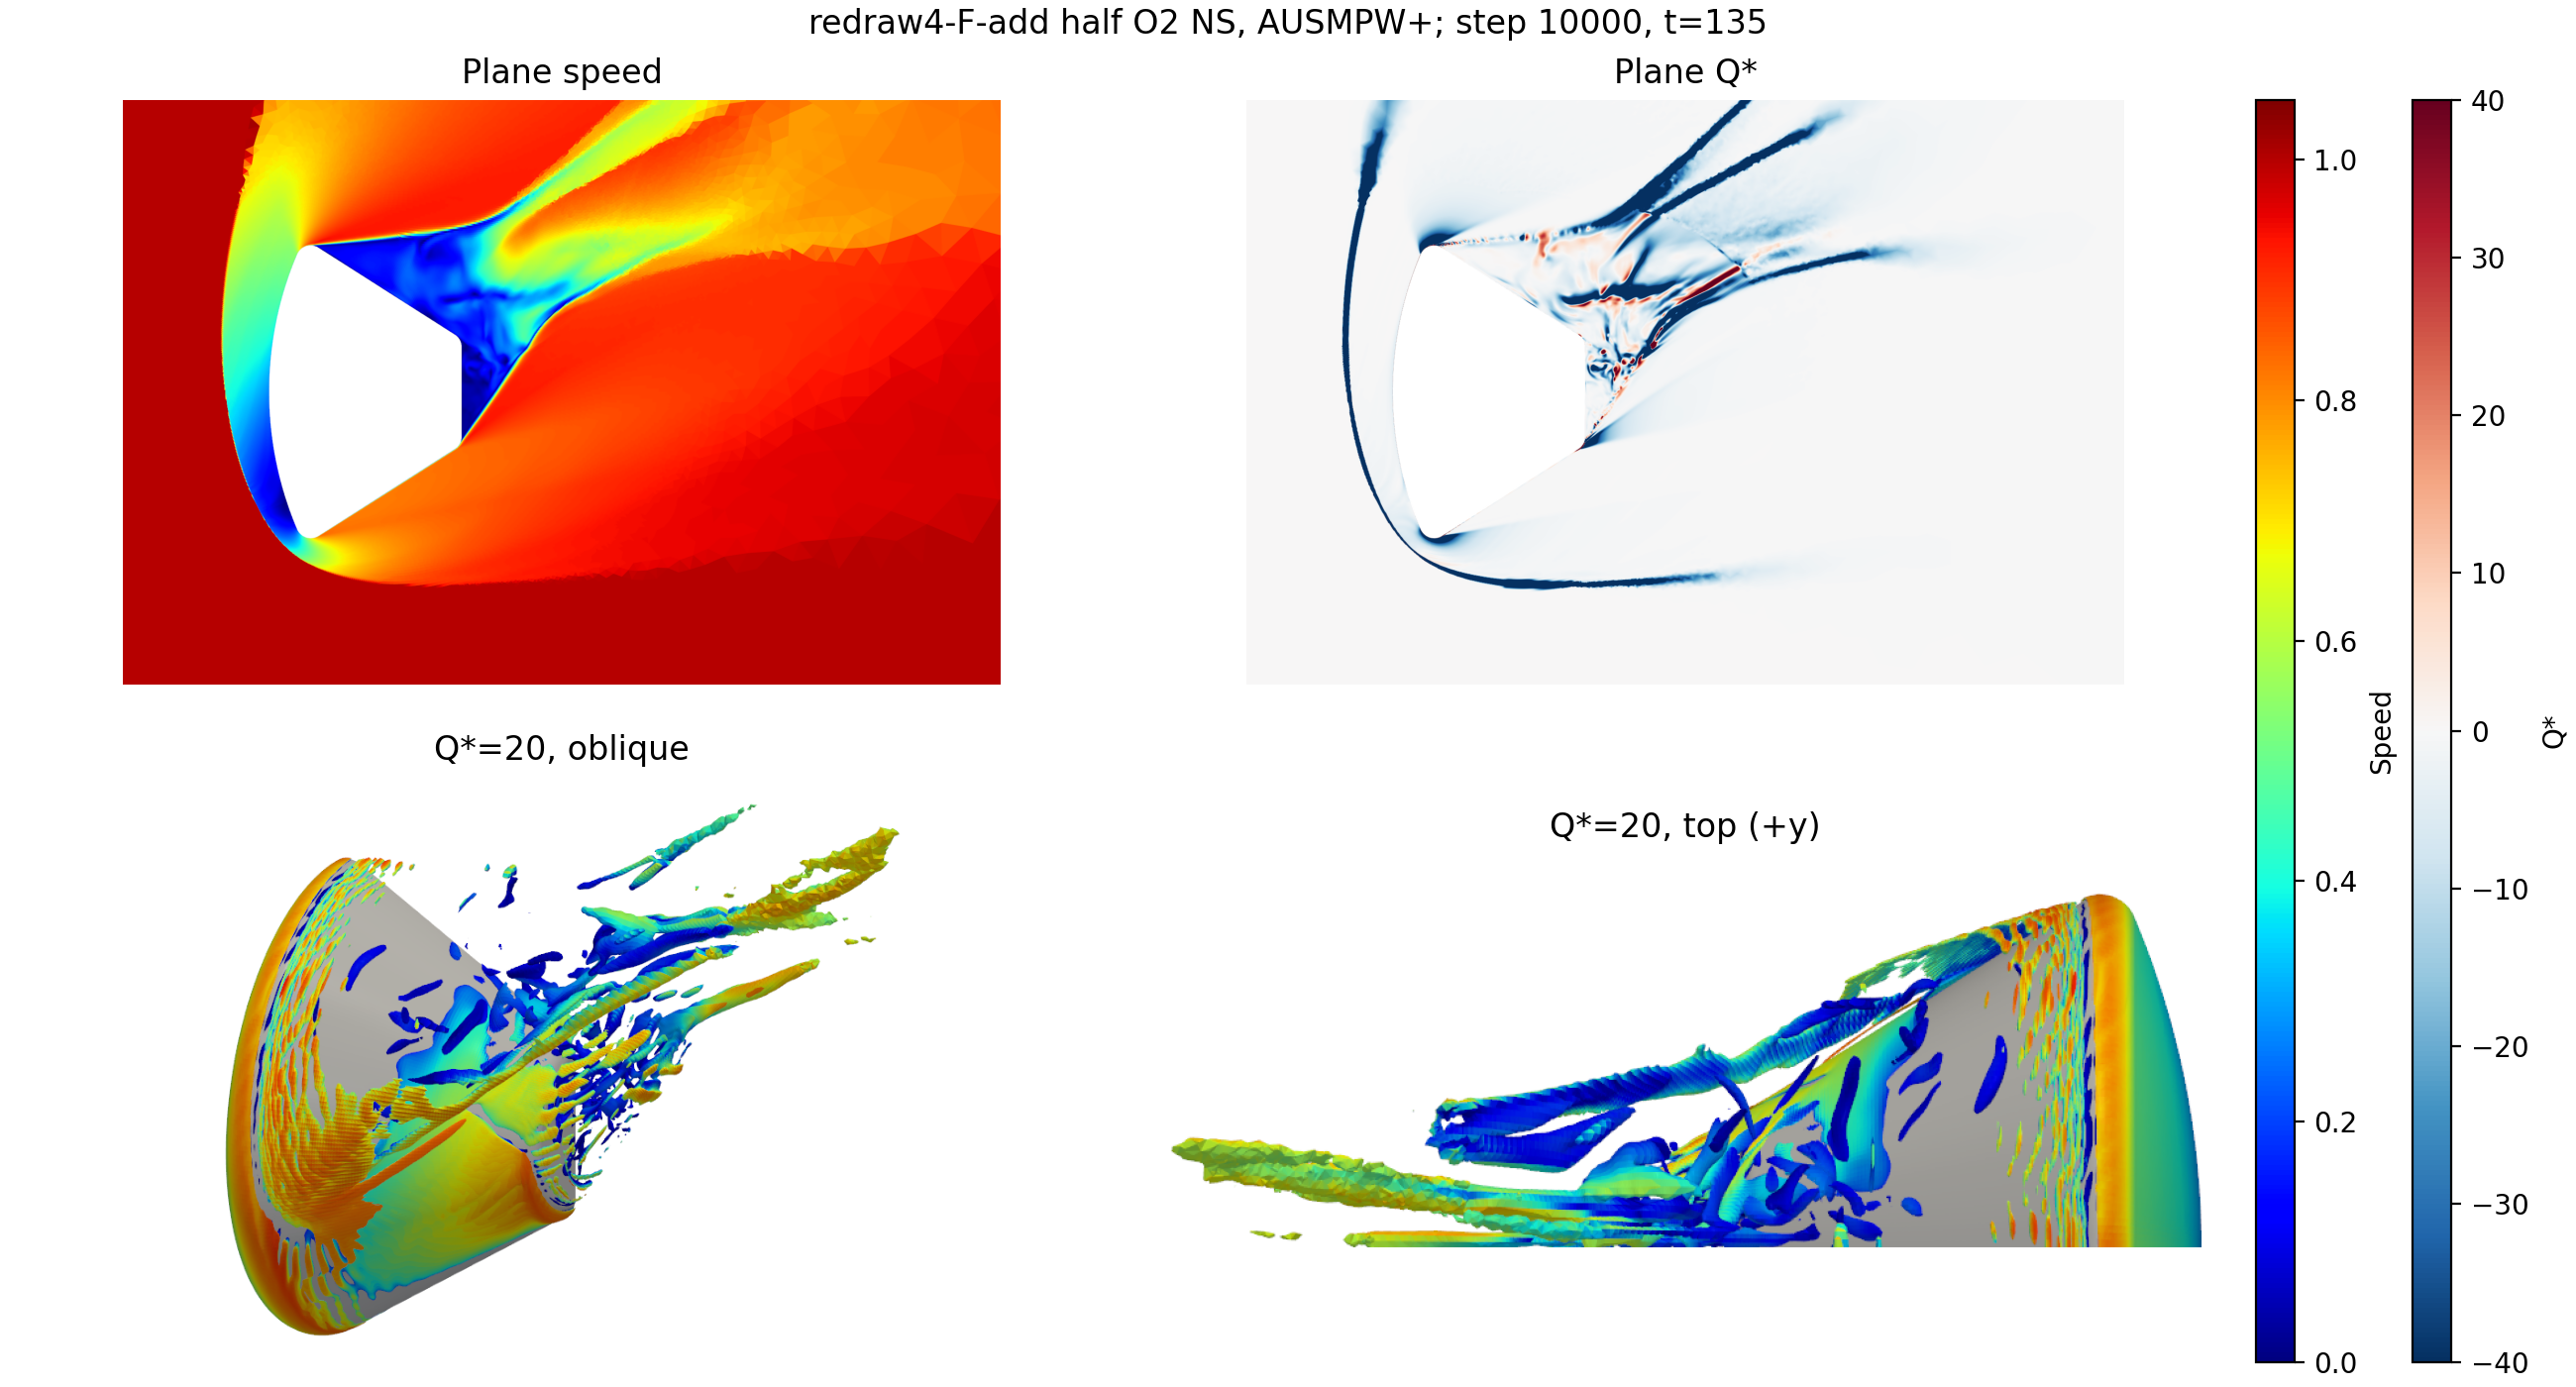 redraw4-F-add half O2 NS, AUSMPW+; step 10000, t=135
Plane speed
Plane Q*
Q*=20, oblique
Q*=20, top (+y)
1.0
0.8
0.6
0.4
0.2
0.0
Speed
40
30
20
10
0
−10
−20
−30
−40
Q*